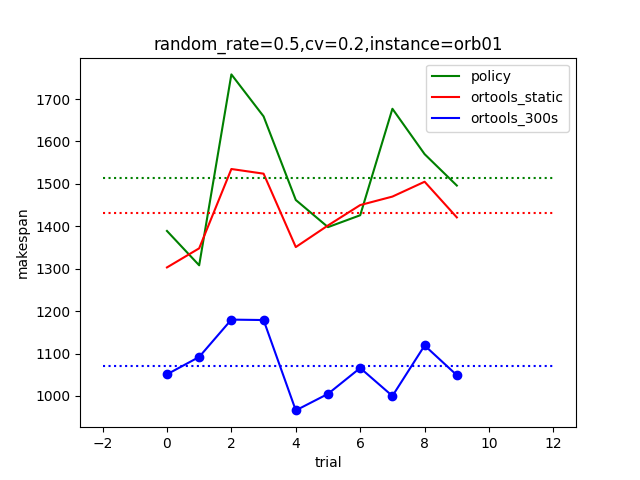 random_rate=0.5,cv=0.2,instance=orb01
policy
ortools_static
ortools_300s
makespan
1700
1600
1500
1400
1300
1200
1100
1000
−2 0 2 4 6 8 10 12
trial